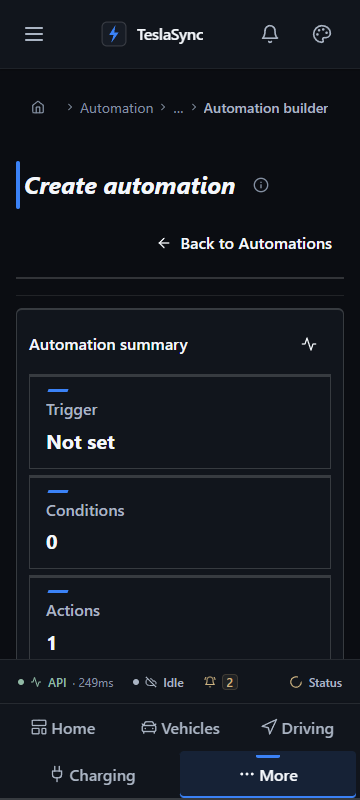 TeslaSync
Automation ... Automation builder
Create automation
Back to Automations
Automation summary
Trigger
Not set
Conditions
0
Actions
1
API · 249ms Idle 2 Status
Home Vehicles Driving
Charging More